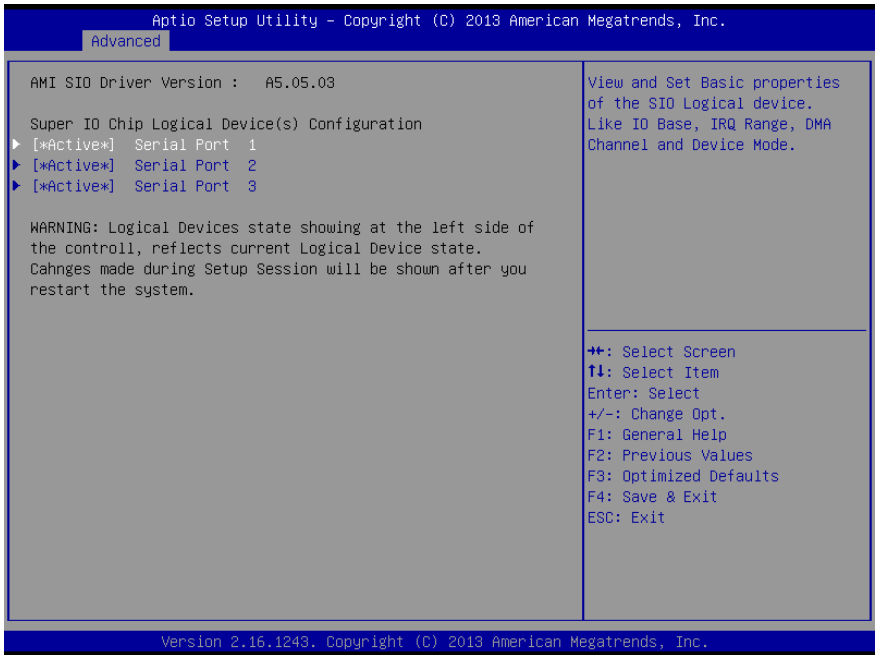 Aptio Setup Utility – Copyright (C) 2013 American Megatrends, Inc.
Advanced
AMI SIO Driver Version :   A5.05.03
Super IO Chip Logical Device(s) Configuration
[*Active*]  Serial Port  1
[*Active*]  Serial Port  2
[*Active*]  Serial Port  3
WARNING: Logical Devices state showing at the left side of
the controll, reflects current Logical Device state.
Cahnges made during Setup Session will be shown after you
restart the system.
View and Set Basic properties
of the SIO Logical device.
Like IO Base, IRQ Range, DMA
Channel and Device Mode.
→←: Select Screen
↑↓: Select Item
Enter: Select
+/-: Change Opt.
F1: General Help
F2: Previous Values
F3: Optimized Defaults
F4: Save & Exit
ESC: Exit
Version 2.16.1243. Copyright (C) 2013 American Megatrends, Inc.